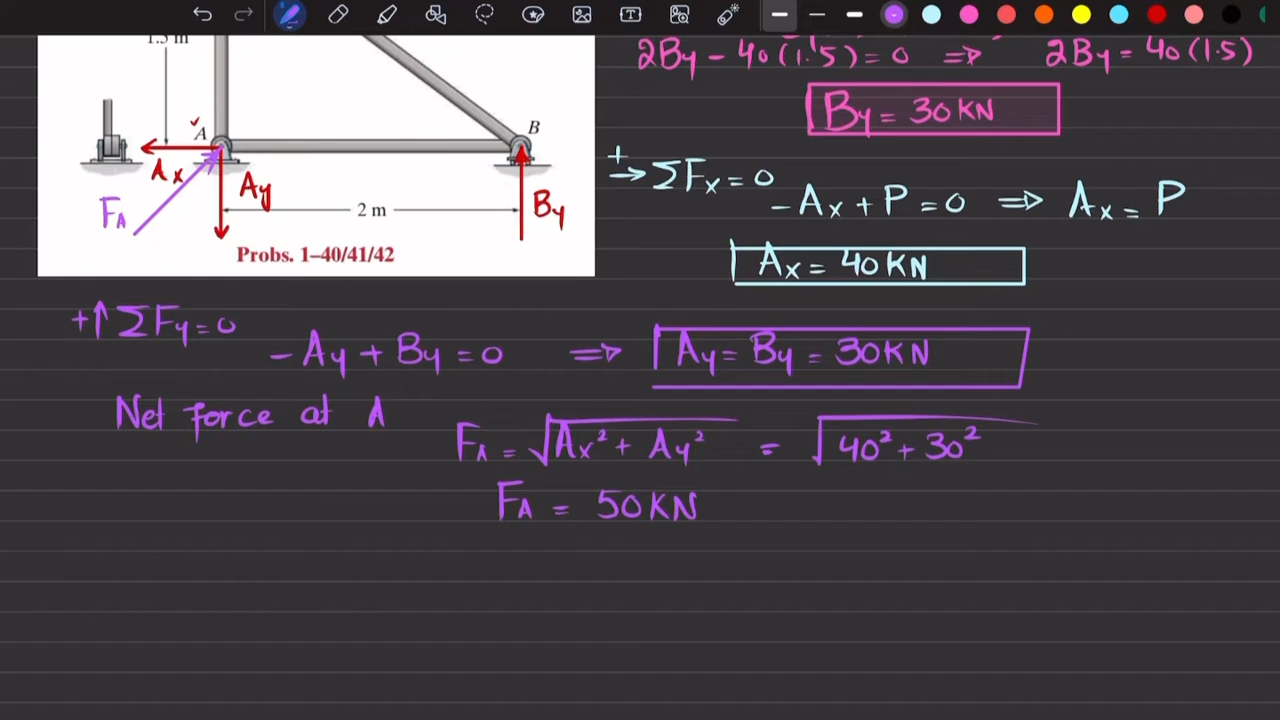 1.5 m
2By - 40(1.5) = 0 ⇒ 2By = 40(1.5)
By = 30 KN
A
B
Ax
Ay
FA
2 m
By
+→ ΣFx = 0
-Ax + P = 0 ⇒ Ax = P
Ax = 40 KN
Probs. 1–40/41/42
+↑ ΣFy = 0
-Ay + By = 0 ⇒ Ay = By = 30 KN
Net force at A
FA = √Ax² + Ay² = √40² + 30²
FA = 50 KN